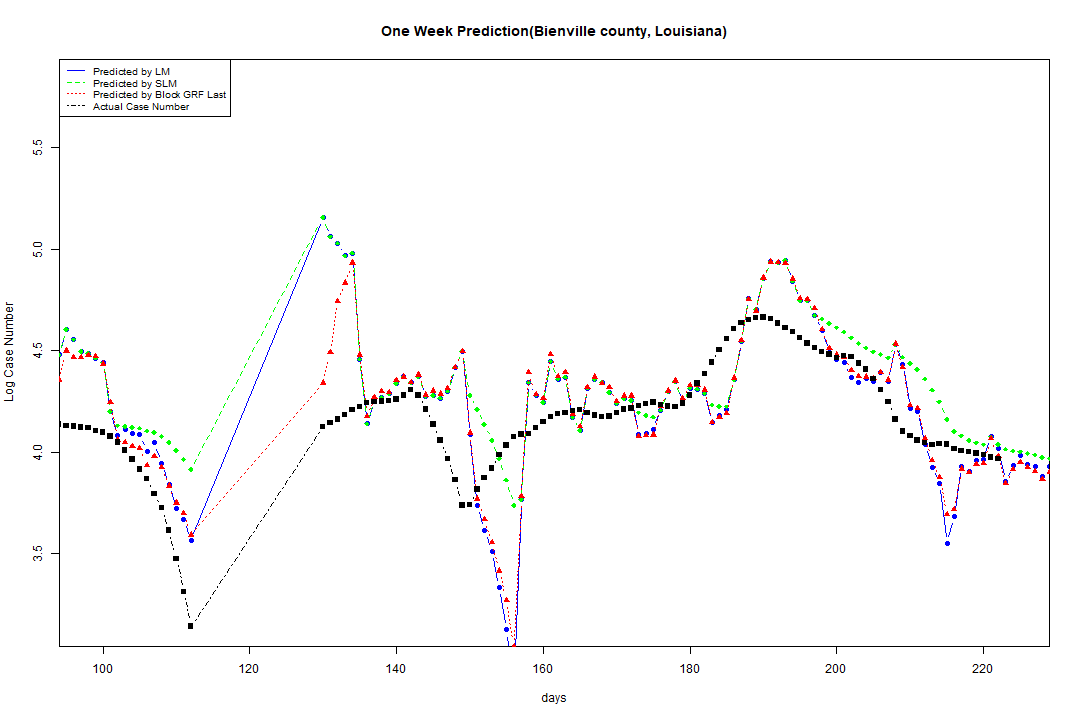 One Week Prediction(Bienville county, Louisiana)
Predicted by LM
Predicted by SLM
Predicted by Block GRF Last
Actual Case Number
5.5
5.0
4.5
4.0
3.5
Log Case Number
100 120 140 160 180 200 220
days